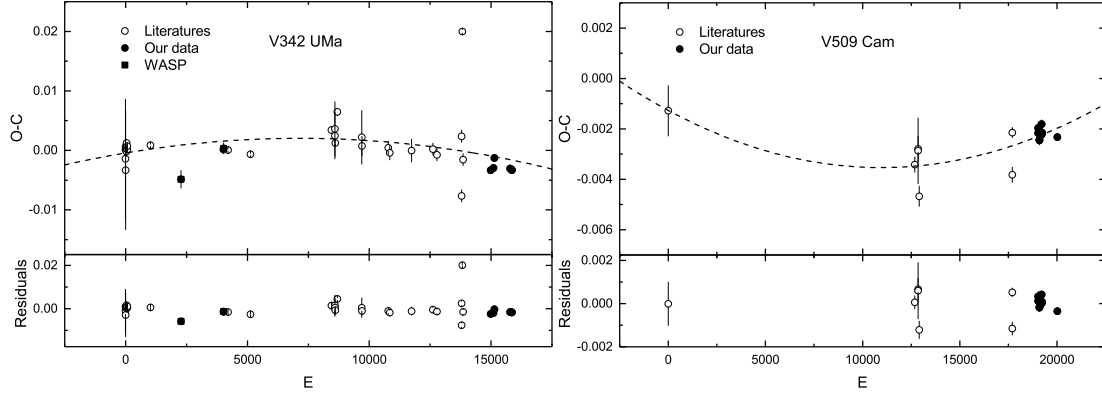 V342 UMa
Literatures
Our data
WASP
O-C
0.02
0.01
0.00
-0.01
Residuals
0.02
0.00
0 5000 10000 15000
E
V509 Cam
Literatures
Our data
O-C
0.002
0.000
-0.002
-0.004
-0.006
Residuals
0.002
0.000
-0.002
0 5000 10000 15000 20000
E